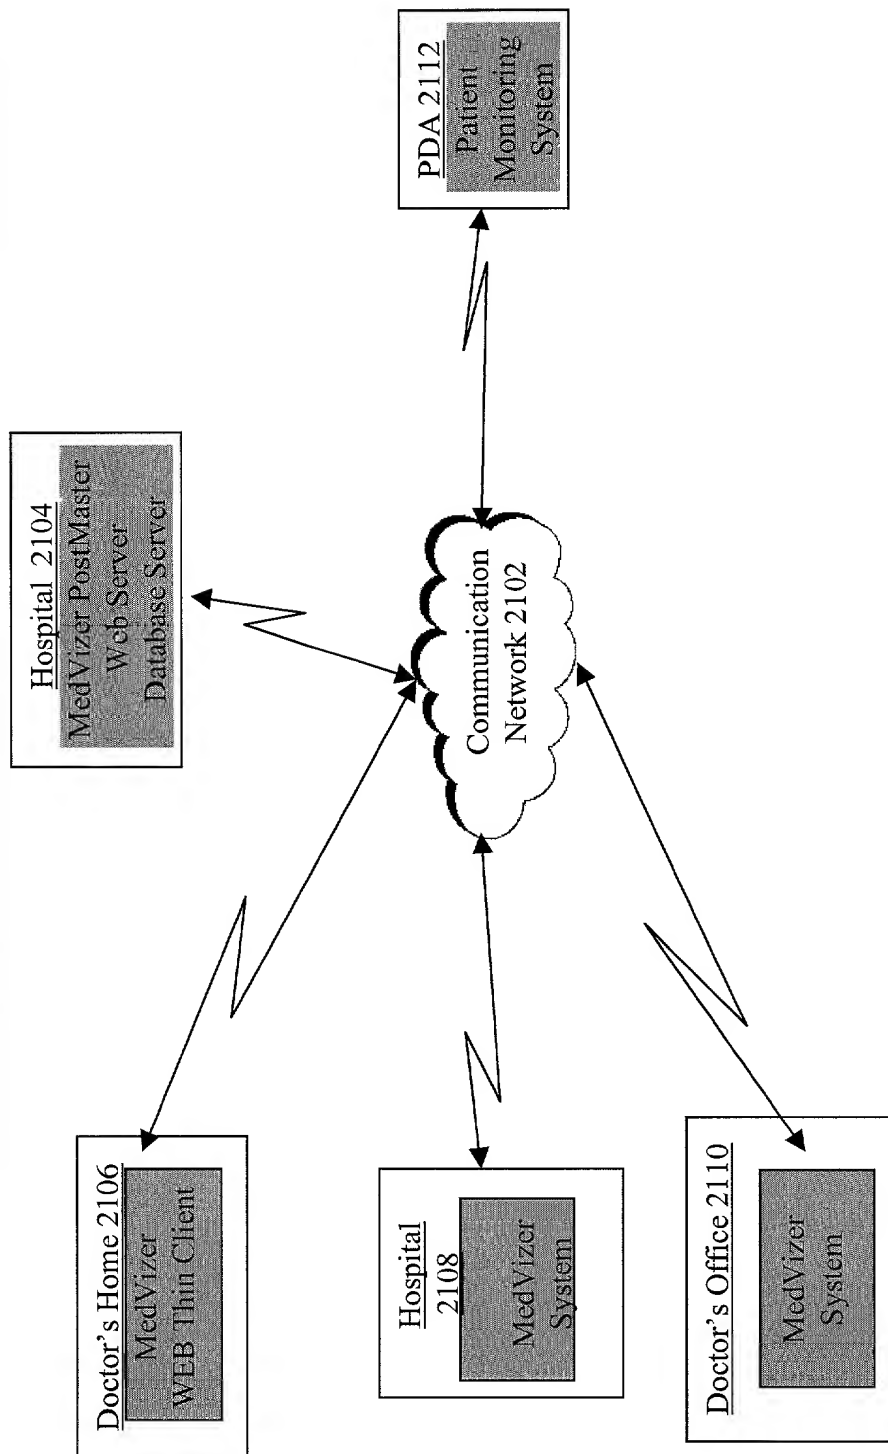 Doctor's Home 2106
MedVizer
WEB Thin Client
Hospital 2104
MedVizer PostMaster
Web Server
Database Server
Hospital
2108
MedVizer
System
Communication
Network 2102
PDA 2112
Patient
Monitoring
System
Doctor's Office 2110
MedVizer
System